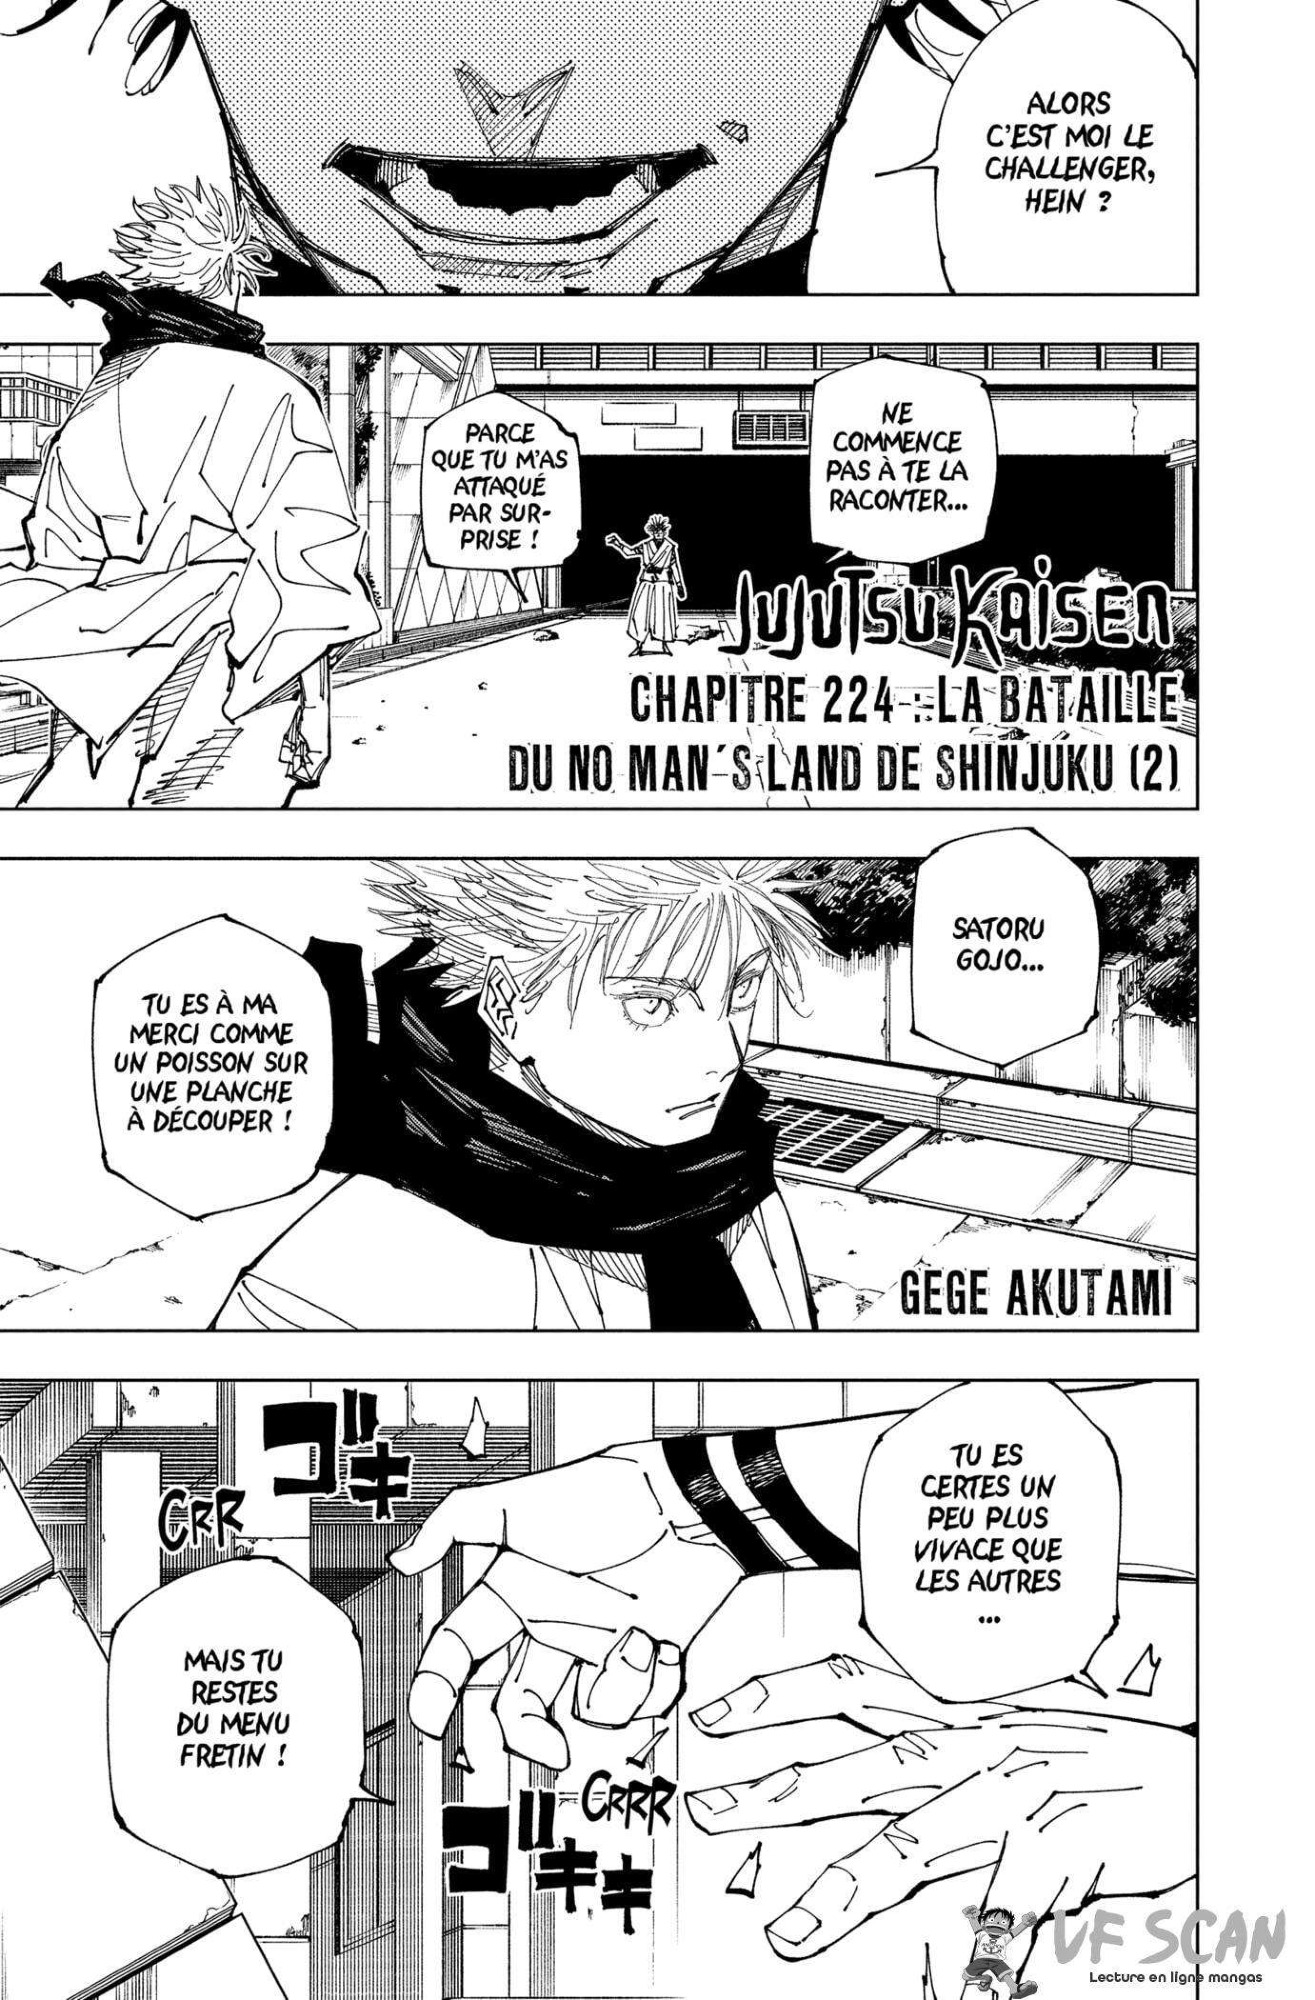 ALORS
C'EST MOI LE
CHALLENGER,
HEIN ?
NE
COMMENCE
PAS À TE LA
RACONTER...
PARCE
QUE TU M'AS
ATTAQUÉ
PAR SUR-
PRISE !
JUJUTSU KAISEN
CHAPITRE 224 : LA BATAILLE
DU NO MAN'S LAND DE SHINJUKU (2)
SATORU
GOJO...
TU ES À MA
MERCI COMME
UN POISSON SUR
UNE PLANCHE
À DÉCOUPER !
GEGE AKUTAMI
TU ES
CERTES UN
PEU PLUS
VIVACE QUE
LES AUTRES
...
ゴキ
CRR
MAIS TU
RESTES
DU MENU
FRETIN !
CRRR
ゴキキ
VF SCAN
Lecture en ligne mangas